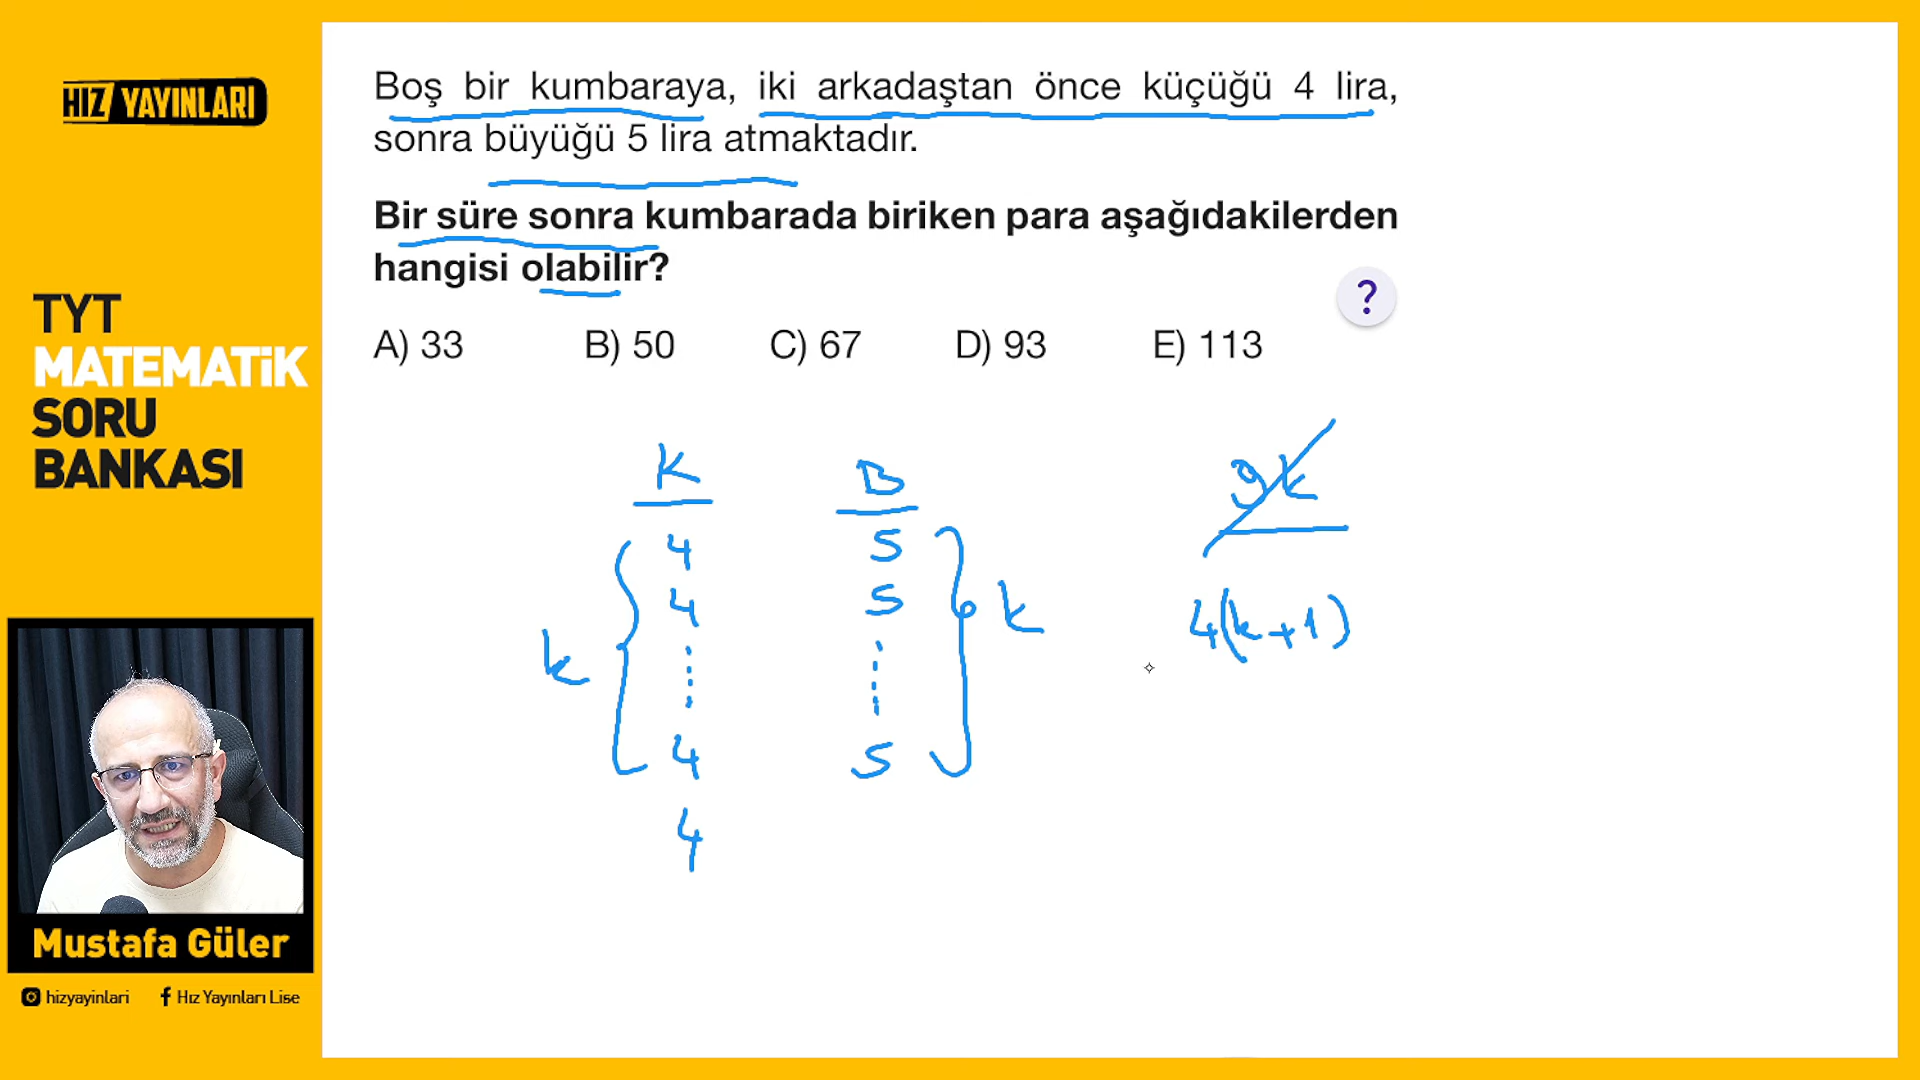 HIZ YAYINLARI
TYT
MATEMATİK
SORU
BANKASI
Mustafa Güler
hizyayinlari
Hız Yayınları Lise
Boş bir kumbaraya, iki arkadaştan önce küçüğü 4 lira,
sonra büyüğü 5 lira atmaktadır.
Bir süre sonra kumbarada biriken para aşağıdakilerden
hangisi olabilir?
?
A) 33 B) 50 C) 67 D) 93 E) 113
K B 9k
4 5
4 5 k 4(k+1)
k
4 5
4